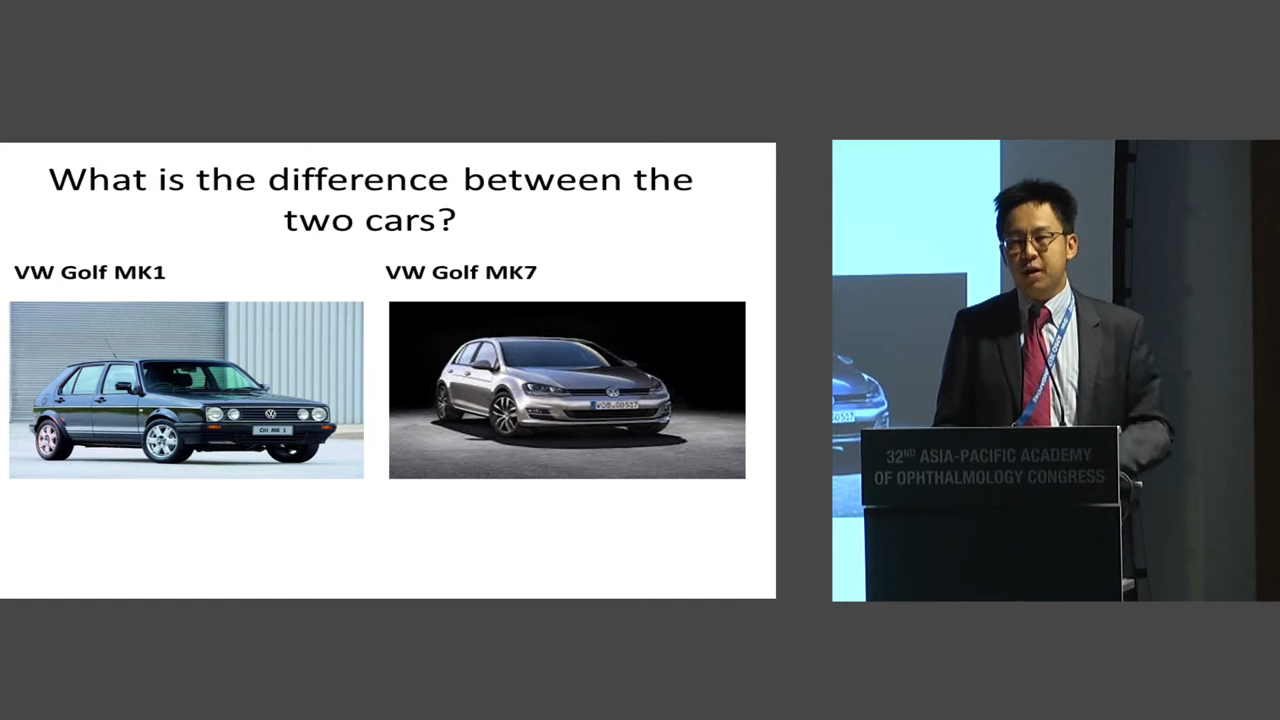 What is the difference between the
two cars?
VW Golf MK1
VW Golf MK7
CHI MK 1
32ND ASIA-PACIFIC ACADEMY
OF OPHTHALMOLOGY CONGRESS